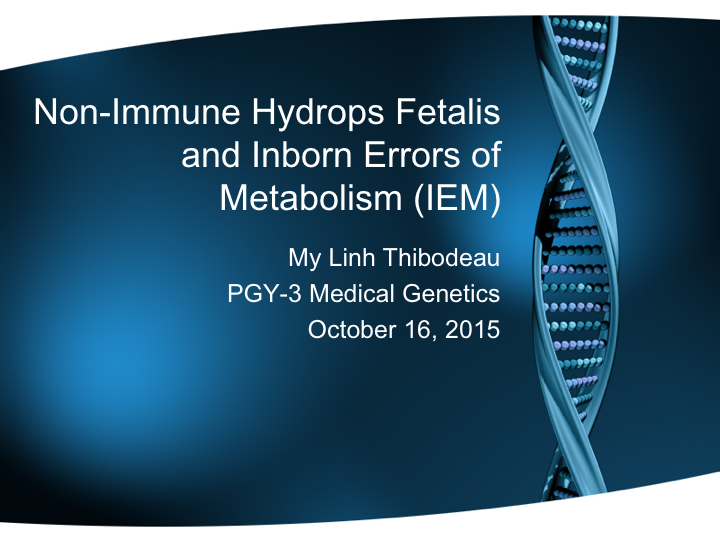 Non-Immune Hydrops Fetalis
and Inborn Errors of
Metabolism (IEM)
My Linh Thibodeau
PGY-3 Medical Genetics
October 16, 2015